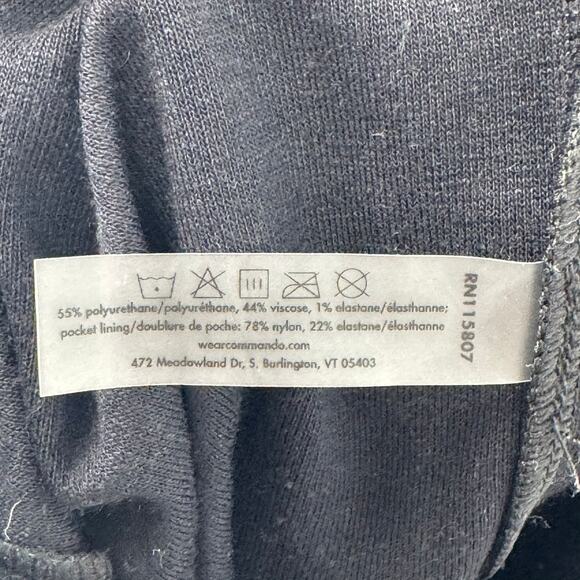 55% polyurethane/polyuréthane, 44% viscose, 1% elastane/élasthanne;
pocket lining/doublure de poche: 78% nylon, 22% elastane/élasthanne
wearcommando.com
472 Meadowland Dr, S. Burlington, VT 05403
RN115807